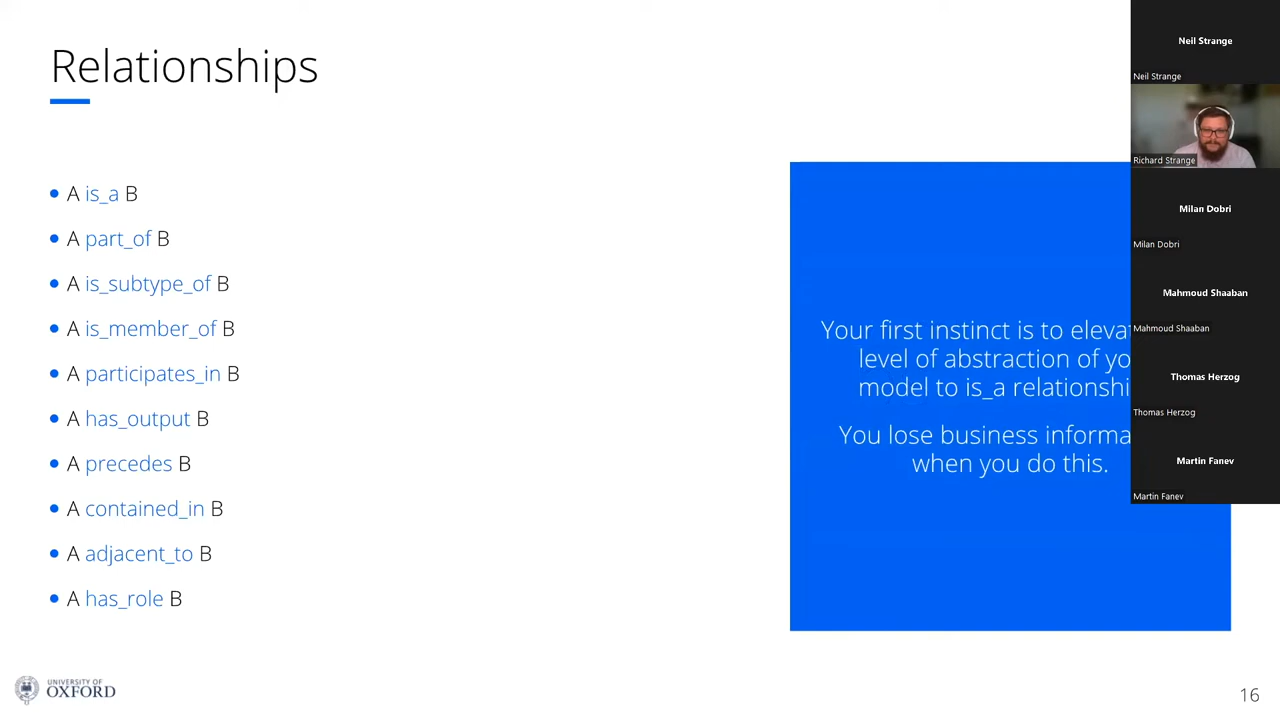 Relationships
A is_a B
A part_of B
A is_subtype_of B
A is_member_of B
A participates_in B
A has_output B
A precedes B
A contained_in B
A adjacent_to B
A has_role B
Your first instinct is to eleva
level of abstraction of yo
model to is_a relationshi
You lose business informa
when you do this.
Neil Strange
Neil Strange
Richard Strange
Milan Dobri
Milan Dobri
Mahmoud Shaaban
Mahmoud Shaaban
Thomas Herzog
Thomas Herzog
Martin Fanev
Martin Fanev
UNIVERSITY OF
OXFORD
16